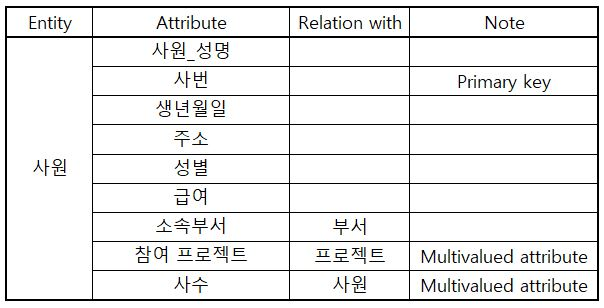 Entity Attribute Relation with Note
사원_성명
사번 Primary key
생년월일
주소
사원 성별
급여
소속부서 부서
참여 프로젝트 프로젝트 Multivalued attribute
사수 사원 Multivalued attribute